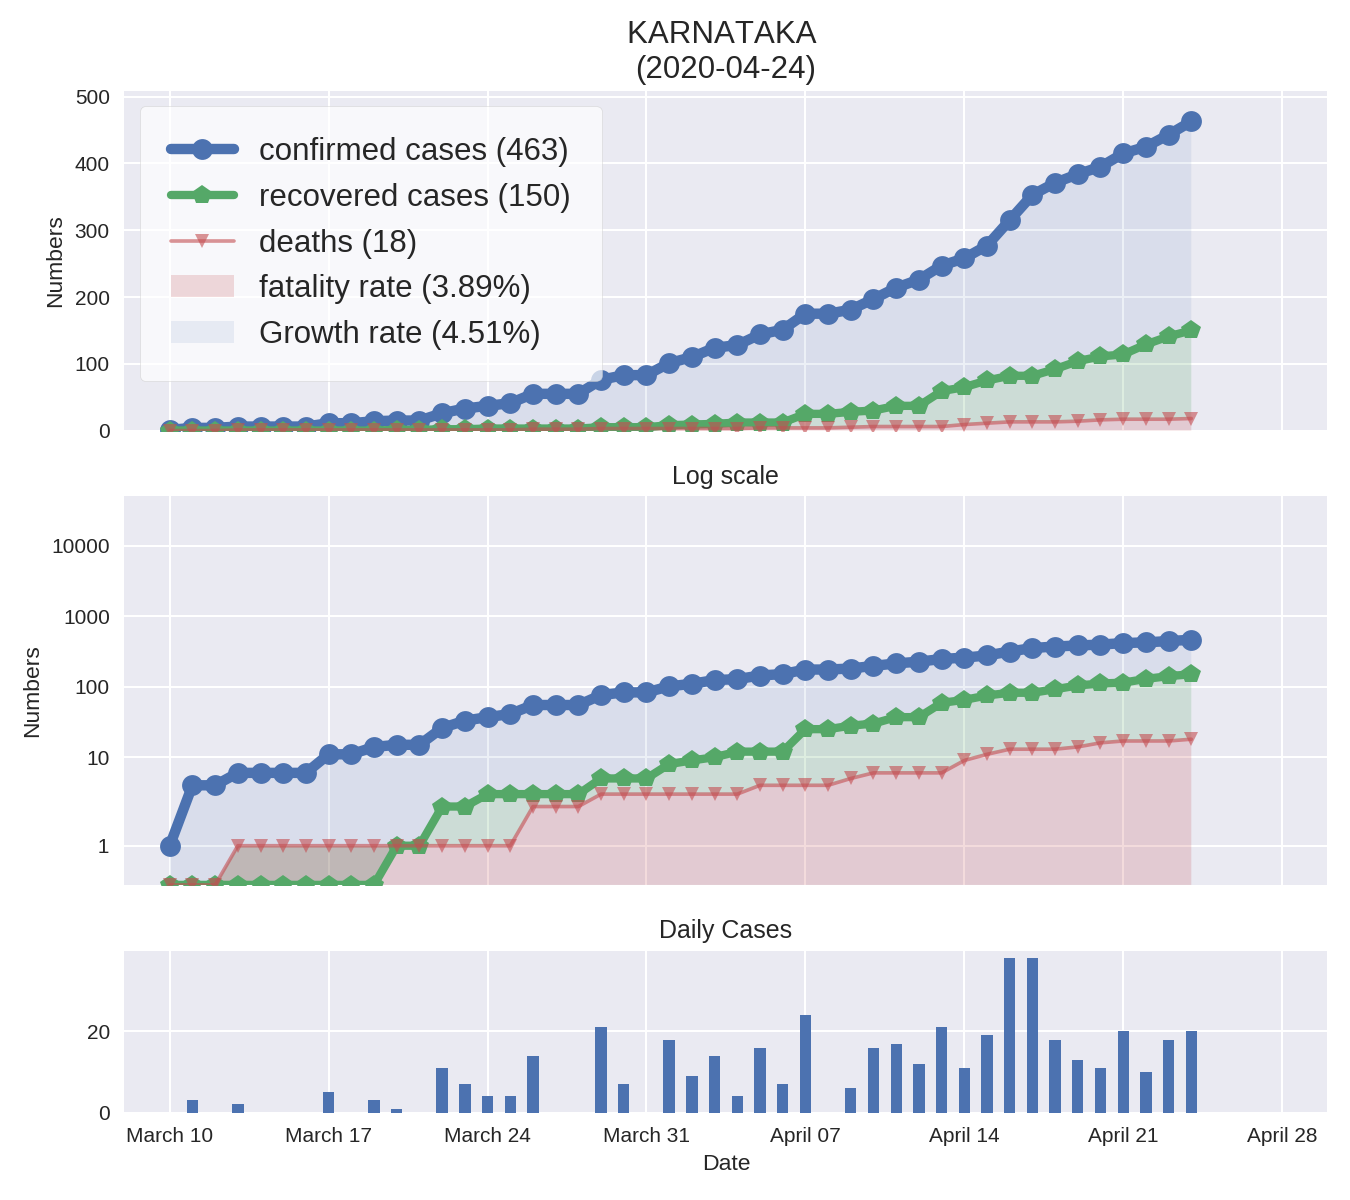 KARNATAKA
(2020-04-24)
500
400
300
200
100
0
Numbers
confirmed cases (463)
recovered cases (150)
deaths (18)
fatality rate (3.89%)
Growth rate (4.51%)
Log scale
10000
1000
100
10
1
Numbers
Daily Cases
20
0
March 10 March 17 March 24 March 31 April 07 April 14 April 21 April 28
Date